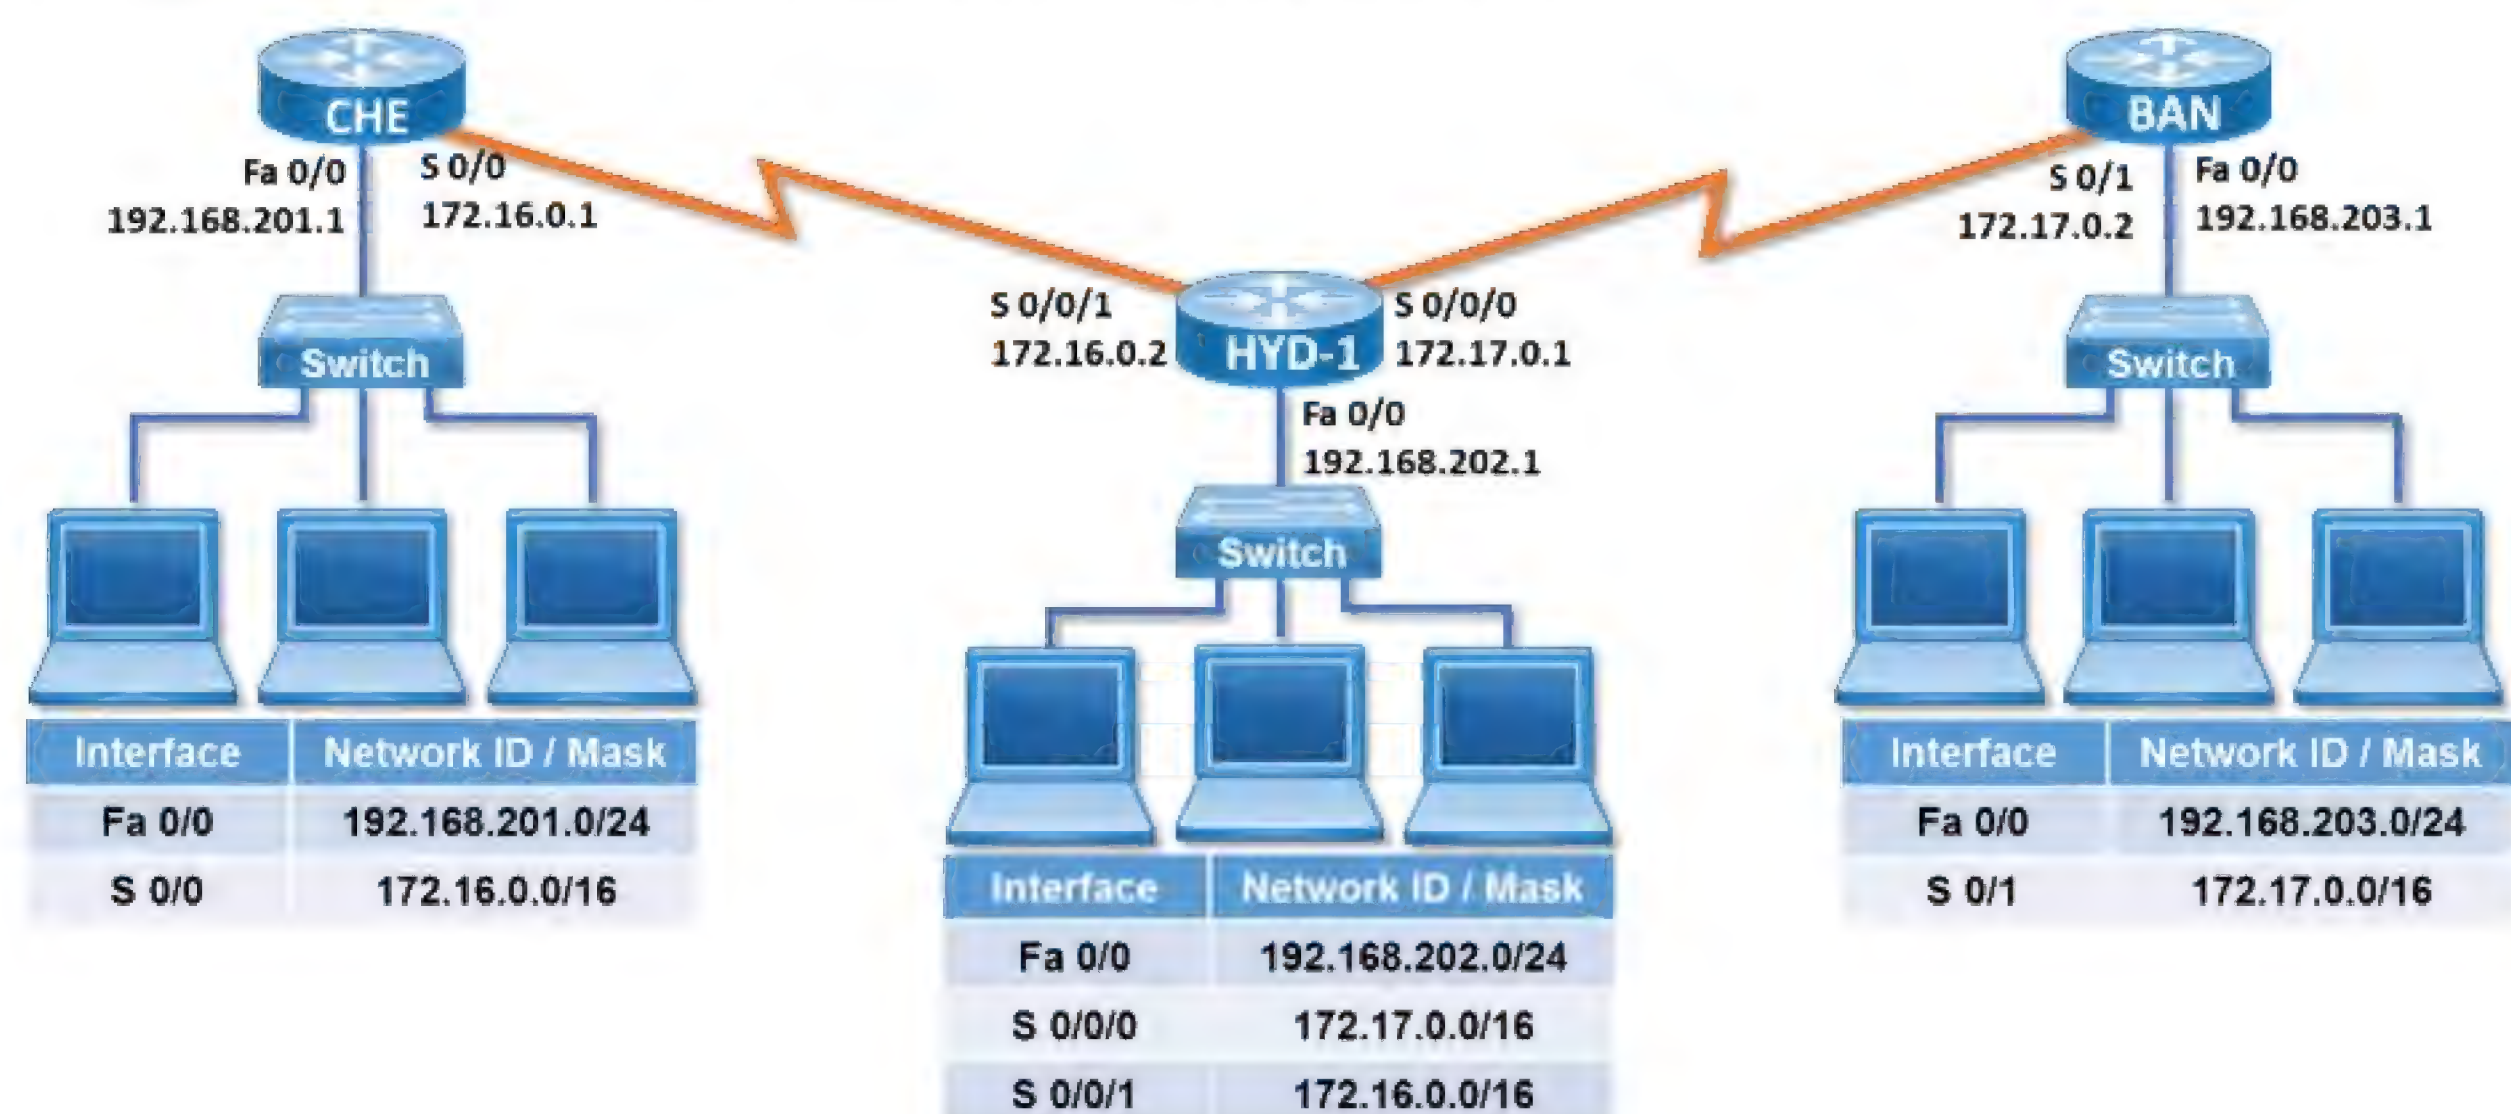 CHE
Fa 0/0
192.168.201.1
S 0/0
172.16.0.1
Switch
Interface Network ID / Mask
Fa 0/0 192.168.201.0/24
S 0/0 172.16.0.0/16
S 0/0/1
172.16.0.2
HYD-1
S 0/0/0
172.17.0.1
Fa 0/0
192.168.202.1
Switch
Interface Network ID / Mask
Fa 0/0 192.168.202.0/24
S 0/0/0 172.17.0.0/16
S 0/0/1 172.16.0.0/16
BAN
S 0/1
172.17.0.2
Fa 0/0
192.168.203.1
Switch
Interface Network ID / Mask
Fa 0/0 192.168.203.0/24
S 0/1 172.17.0.0/16